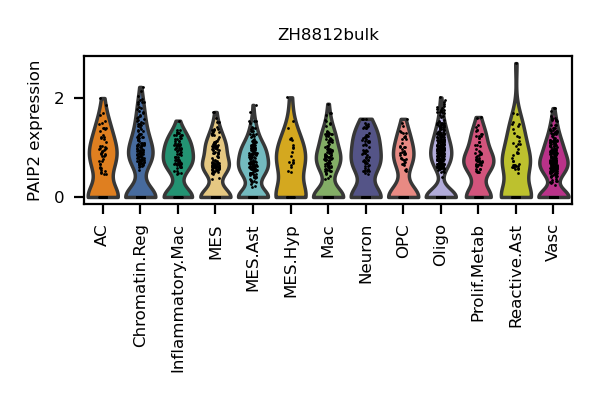 ZH8812bulk
PAIP2 expression
2
0
AC
Chromatin.Reg
Inflammatory.Mac
MES
MES.Ast
MES.Hyp
Mac
Neuron
OPC
Oligo
Prolif.Metab
Reactive.Ast
Vasc